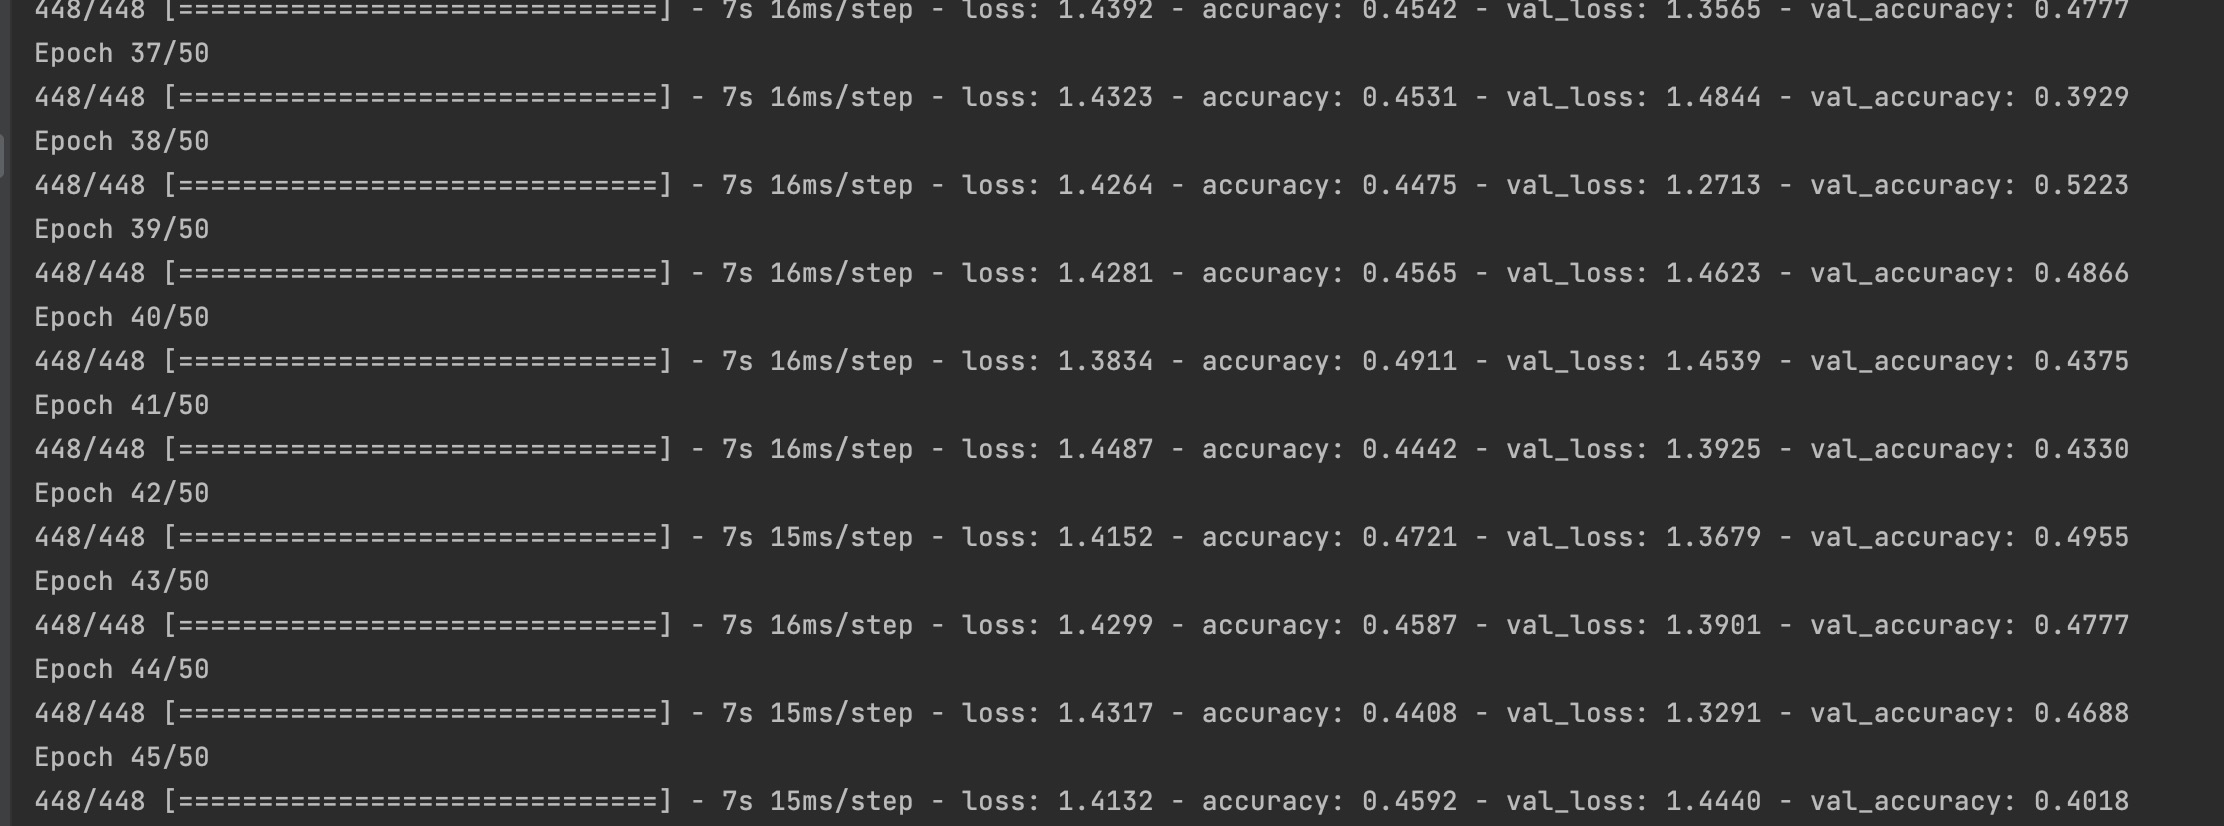 448/448 [==============================] - 7s 16ms/step - loss: 1.4392 - accuracy: 0.4542 - val_loss: 1.3565 - val_accuracy: 0.4777
Epoch 37/50
448/448 [==============================] - 7s 16ms/step - loss: 1.4323 - accuracy: 0.4531 - val_loss: 1.4844 - val_accuracy: 0.3929
Epoch 38/50
448/448 [==============================] - 7s 16ms/step - loss: 1.4264 - accuracy: 0.4475 - val_loss: 1.2713 - val_accuracy: 0.5223
Epoch 39/50
448/448 [==============================] - 7s 16ms/step - loss: 1.4281 - accuracy: 0.4565 - val_loss: 1.4623 - val_accuracy: 0.4866
Epoch 40/50
448/448 [==============================] - 7s 16ms/step - loss: 1.3834 - accuracy: 0.4911 - val_loss: 1.4539 - val_accuracy: 0.4375
Epoch 41/50
448/448 [==============================] - 7s 16ms/step - loss: 1.4487 - accuracy: 0.4442 - val_loss: 1.3925 - val_accuracy: 0.4330
Epoch 42/50
448/448 [==============================] - 7s 15ms/step - loss: 1.4152 - accuracy: 0.4721 - val_loss: 1.3679 - val_accuracy: 0.4955
Epoch 43/50
448/448 [==============================] - 7s 16ms/step - loss: 1.4299 - accuracy: 0.4587 - val_loss: 1.3901 - val_accuracy: 0.4777
Epoch 44/50
448/448 [==============================] - 7s 15ms/step - loss: 1.4317 - accuracy: 0.4408 - val_loss: 1.3291 - val_accuracy: 0.4688
Epoch 45/50
448/448 [==============================] - 7s 15ms/step - loss: 1.4132 - accuracy: 0.4592 - val_loss: 1.4440 - val_accuracy: 0.4018